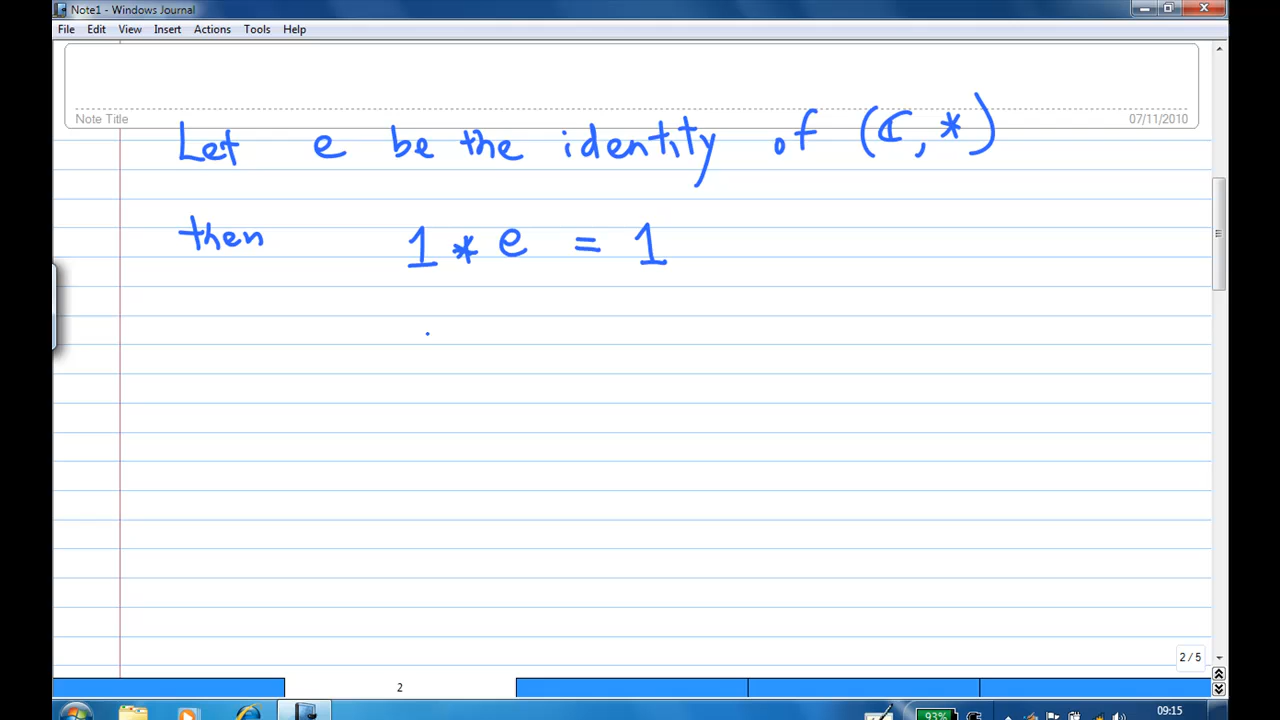 Note1 - Windows Journal
File Edit View Insert Actions Tools Help
Note Title
07/11/2010
Let e be the identity of (ℂ, *)
then 1 * e = 1
2 / 5
2
93%
09:15